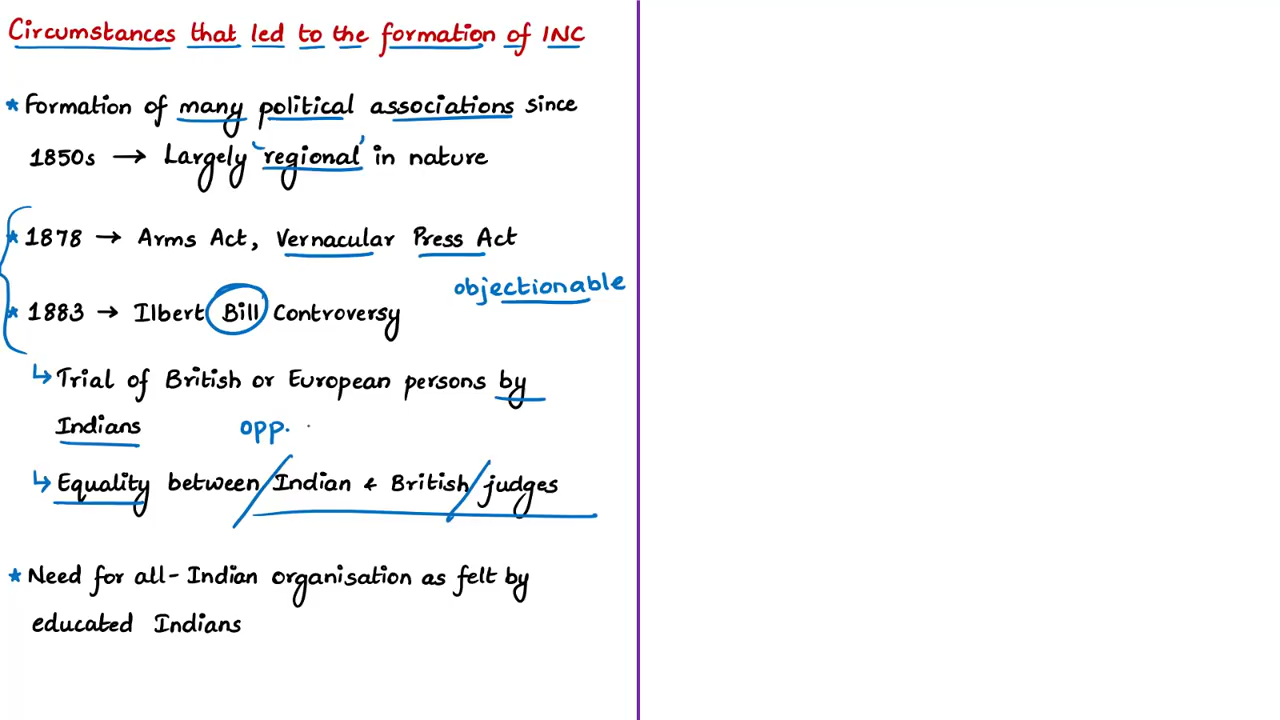 Circumstances that led to the formation of INC
* Formation of many political associations since
1850s → Largely 'regional' in nature
* 1878 → Arms Act, Vernacular Press Act
objectionable
* 1883 → Ilbert Bill Controversy
↳ Trial of British or European persons by
Indians
opp.
↳ Equality between Indian & British judges
* Need for all-Indian organisation as felt by
educated Indians